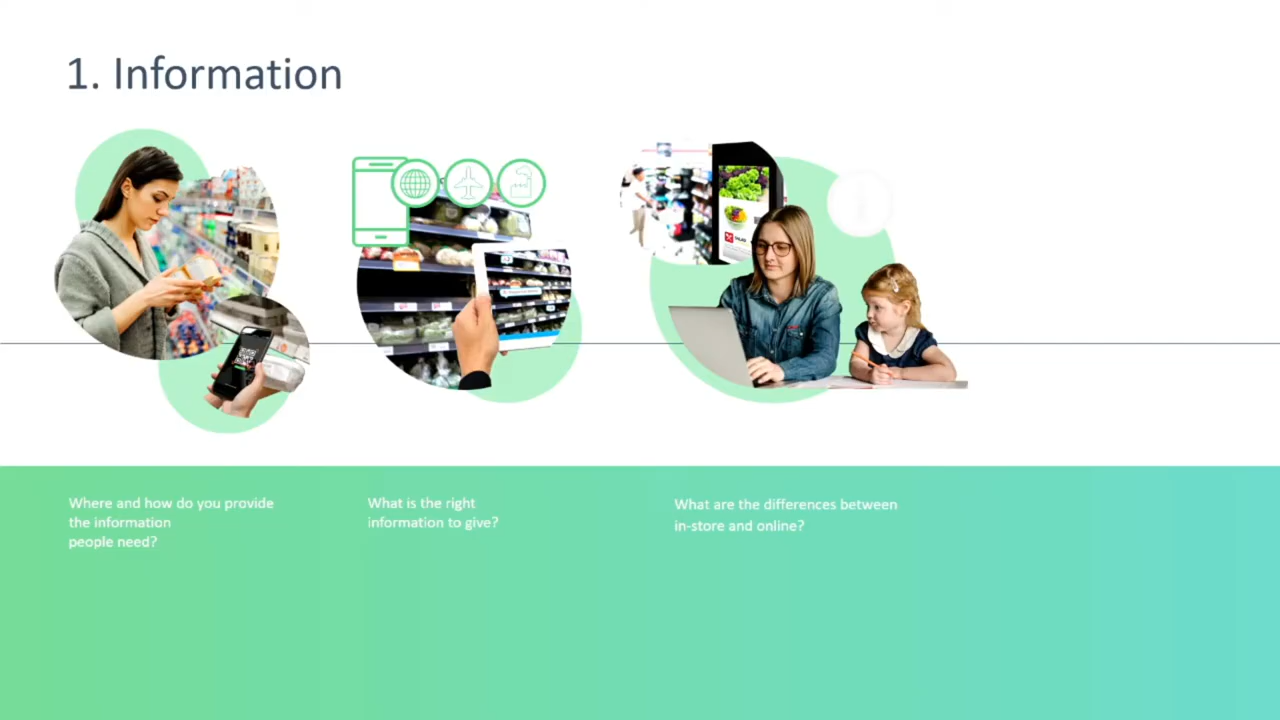 1. Information
Where and how do you provide
the information
people need?
What is the right
information to give?
What are the differences between
in-store and online?